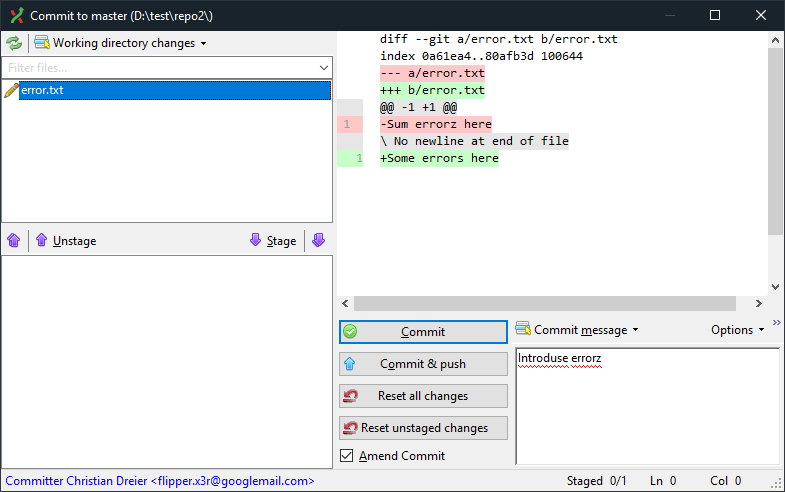 Commit to master (D:\test\repo2\)
Working directory changes
Filter files...
error.txt
Unstage
Stage
diff --git a/error.txt b/error.txt
index 0a61ea4..80afb3d 100644
--- a/error.txt
+++ b/error.txt
@@ -1 +1 @@
1 -Sum errorz here
\ No newline at end of file
1 +Some errors here
Commit
Commit & push
Reset all changes
Reset unstaged changes
Amend Commit
Commit message
Options
Introduse errorz
Committer Christian Dreier <flipper.x3r@googlemail.com>
Staged 0/1 Ln 0 Col 0